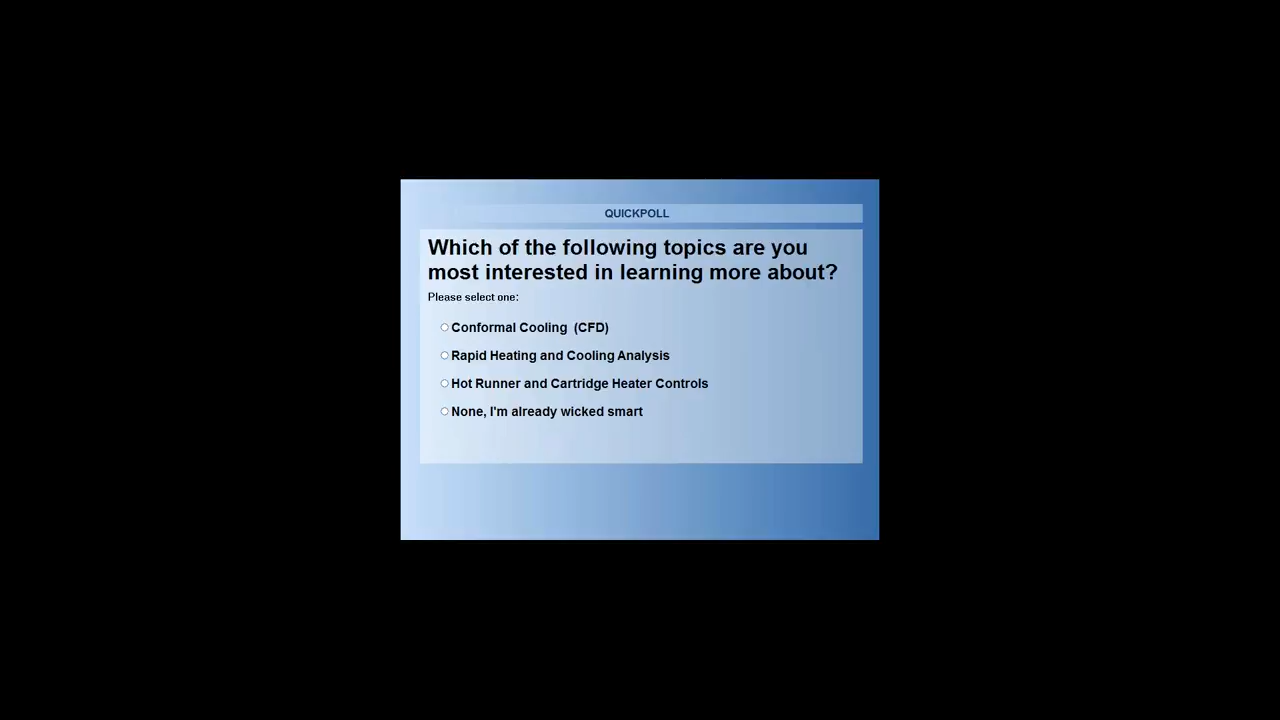 QUICKPOLL
Which of the following topics are you
most interested in learning more about?
Please select one:
Conformal Cooling  (CFD)
Rapid Heating and Cooling Analysis
Hot Runner and Cartridge Heater Controls
None, I'm already wicked smart